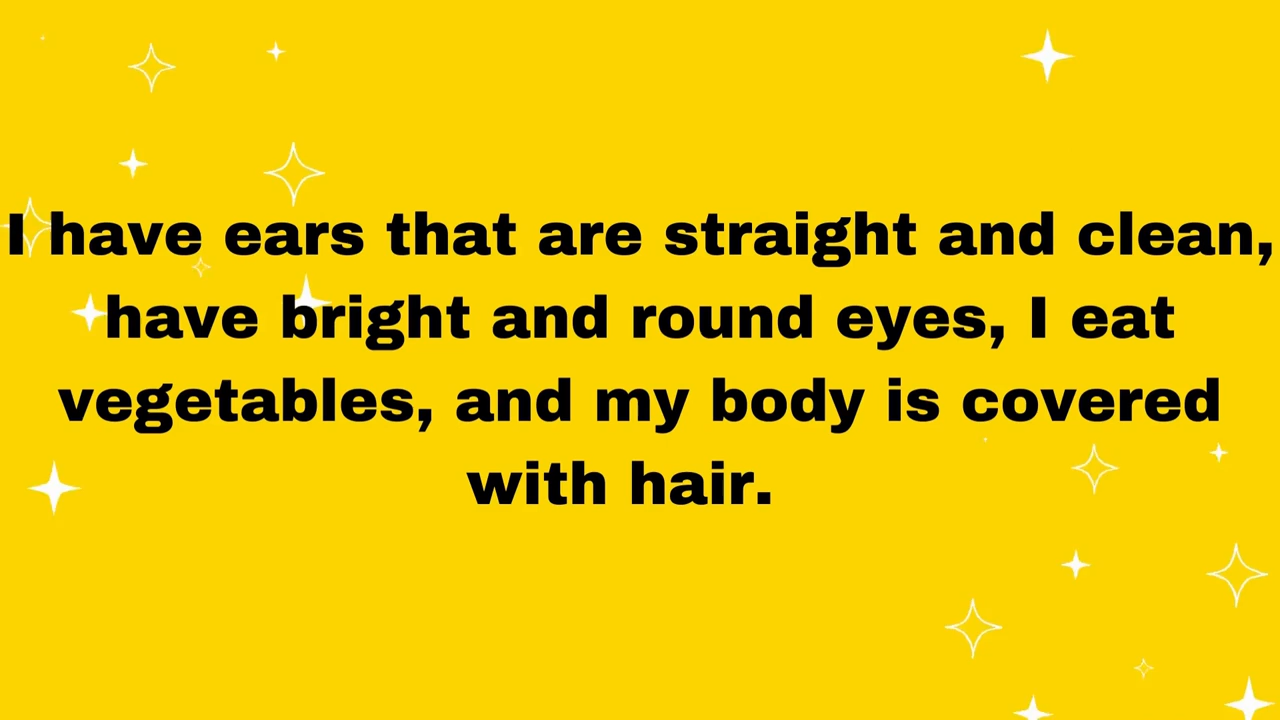 I have ears that are straight and clean,
have bright and round eyes, I eat
vegetables, and my body is covered
with hair.